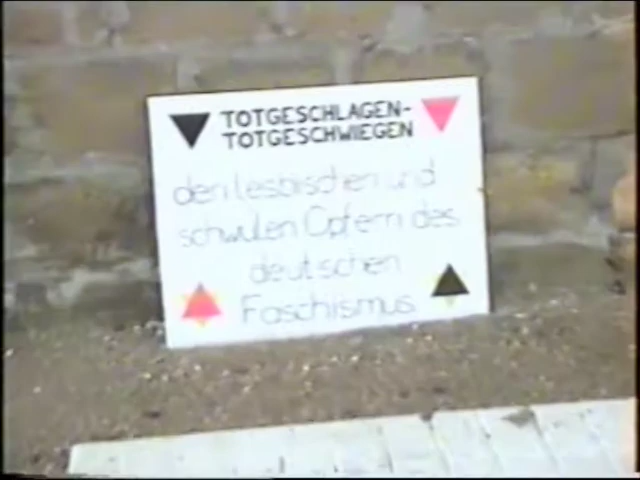 TOTGESCHLAGEN-
TOTGESCHWIEGEN
den lesbischen und
schwulen Opfern des
deutschen
Faschismus